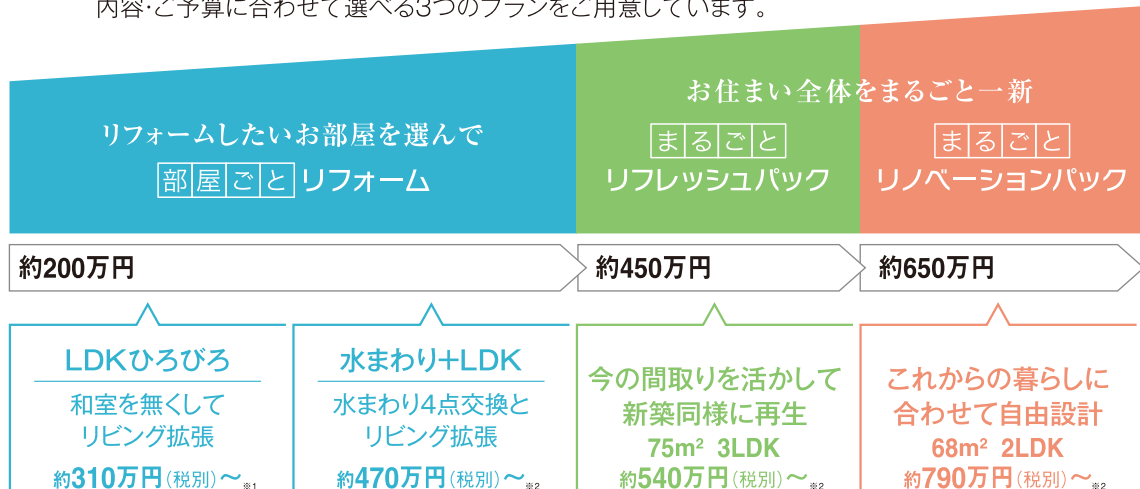 内容・ご予算に合わせて選べる3つのプランをご用意しています。
リフォームしたいお部屋を選んで
部屋ごとリフォーム
お住まい全体をまるごと一新
まるごと
リフレッシュパック
まるごと
リノベーションパック
約200万円
約450万円
約650万円
LDKひろびろ
和室を無くして
リビング拡張
約310万円(税別)~※1
水まわり+LDK
水まわり4点交換と
リビング拡張
約470万円(税別)~※2
今の間取りを活かして
新築同様に再生
75m² 3LDK
約540万円(税別)~※2
これからの暮らしに
合わせて自由設計
68m² 2LDK
約790万円(税別)~※2